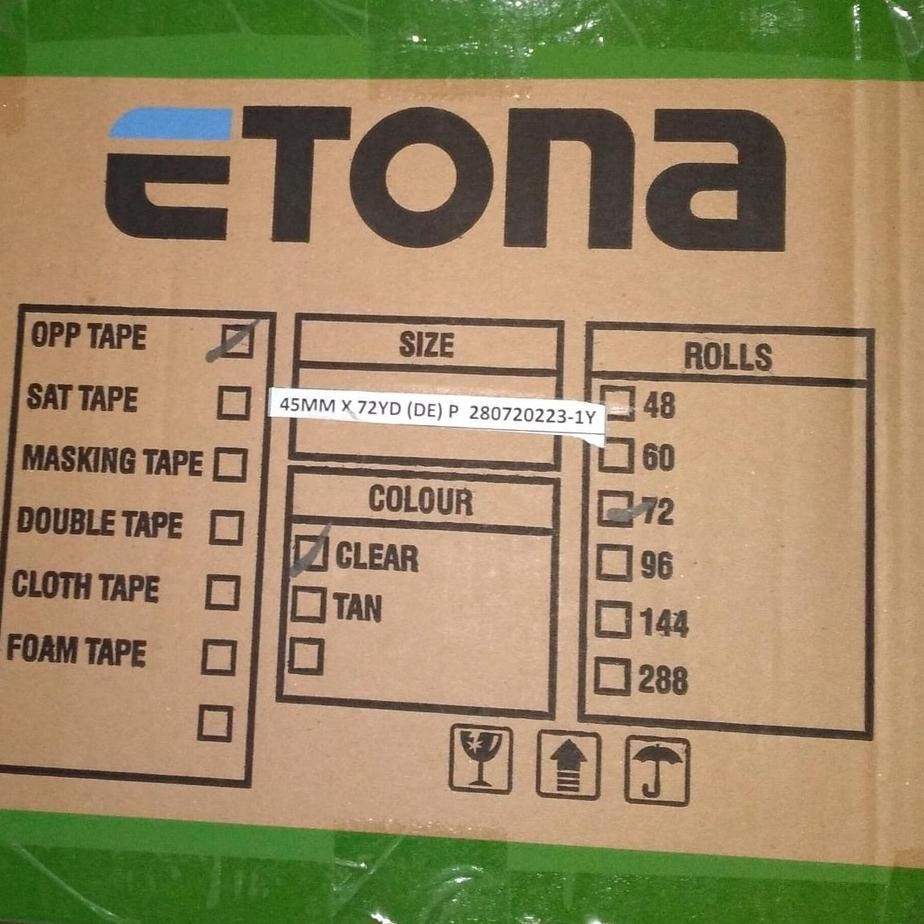 ETONA
OPP TAPE
SAT TAPE
MASKING TAPE
DOUBLE TAPE
CLOTH TAPE
FOAM TAPE
SIZE
45MM X 72YD (DE) P 280720223-1Y
COLOUR
CLEAR
TAN
ROLLS
48
60
72
96
144
288